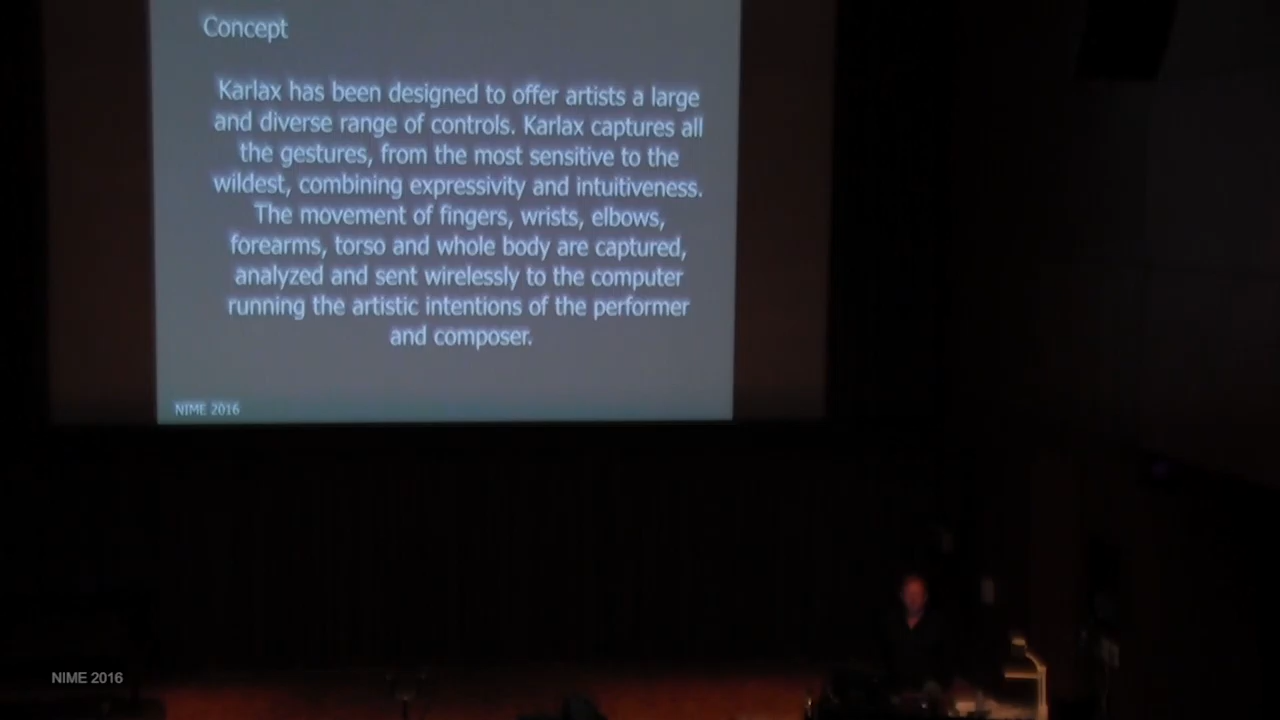 Concept
Karlax has been designed to offer artists a large
and diverse range of controls. Karlax captures all
the gestures, from the most sensitive to the
wildest, combining expressivity and intuitiveness.
The movement of fingers, wrists, elbows,
forearms, torso and whole body are captured,
analyzed and sent wirelessly to the computer
running the artistic intentions of the performer
and composer.
NIME 2016
NIME 2016